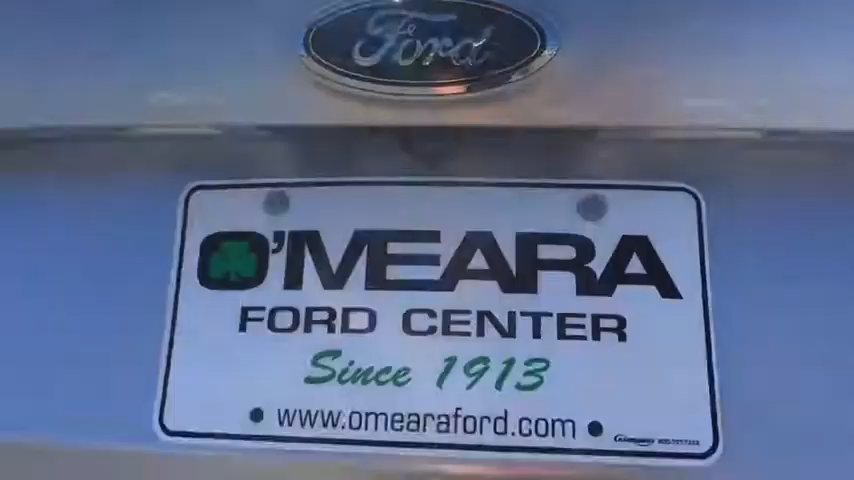 Ford
O'MEARA
FORD CENTER
Since 1913
• www.omearaford.com •